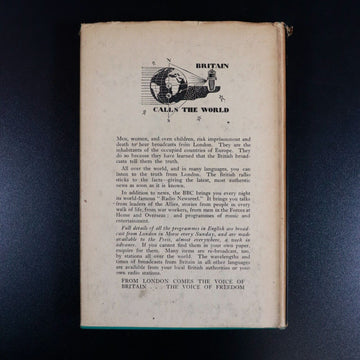 BRITAIN
CALLS THE WORLD
Men, women, and even children, risk imprisonment and
death to hear broadcasts from London. They are the
inhabitants of the occupied countries of Europe. They
do so because they have learned that the British broad-
casts tell them the truth.
All over the world, and in many languages, you can
listen to the truth from London. The British radio
sticks to the facts—giving the latest, most accurate
news as soon as it is known.
In addition to news, the BBC brings you every night
its world-famous "Radio Newsreel." It brings you talks
from leaders of the Allies, stories from people in every
walk of life, from war workers, from men in the Forces at
Home and Overseas; and programmes of music and
entertainment.
Full details of all the programmes in English are broad-
cast from London in Morse every Sunday, and are made
available to the Press, almost everywhere, a week in
advance. If you cannot find them in your own paper,
enquire for them. Many items are rebroadcast, too,
by stations all over the world. The wavelengths and
times of broadcasts from Britain in all other languages
are available from your local British authorities or your
own radio stations.
FROM LONDON COMES THE VOICE OF
BRITAIN . . . THE VOICE OF FREEDOM